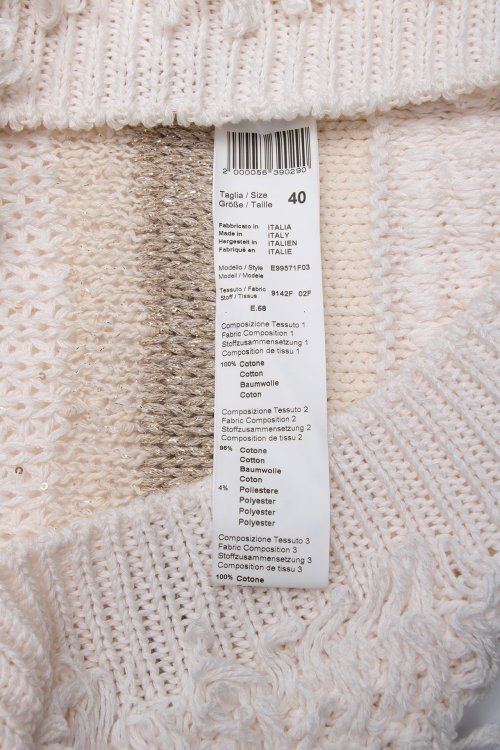 2 000056 390290
Taglia / Size 40
Größe / Taille
Fabbricato in ITALIA
Made in ITALY
Hergestelt in ITALIEN
Fabriqué en ITALIE
Modello / Style E99571F03
Modell / Modele
Tessuto / Fabric 9142F 02F
Stoff / Tissus
E.68
Composizione Tessuto 1
Fabric Composition 1
Stoffzusammensetzung 1
Composition de tissu 1
100% Cotone
Cotton
Baumwolle
Coton
Composizione Tessuto 2
Fabric Composition 2
Stoffzusammensetzung 2
Composition de tissu 2
96% Cotone
Cotton
Baumwolle
Coton
4% Poliestere
Polyester
Polyester
Polyester
Composizione Tessuto 3
Fabric Composition 3
Stoffzusammensetzung 3
Composition de tissu 3
100% Cotone